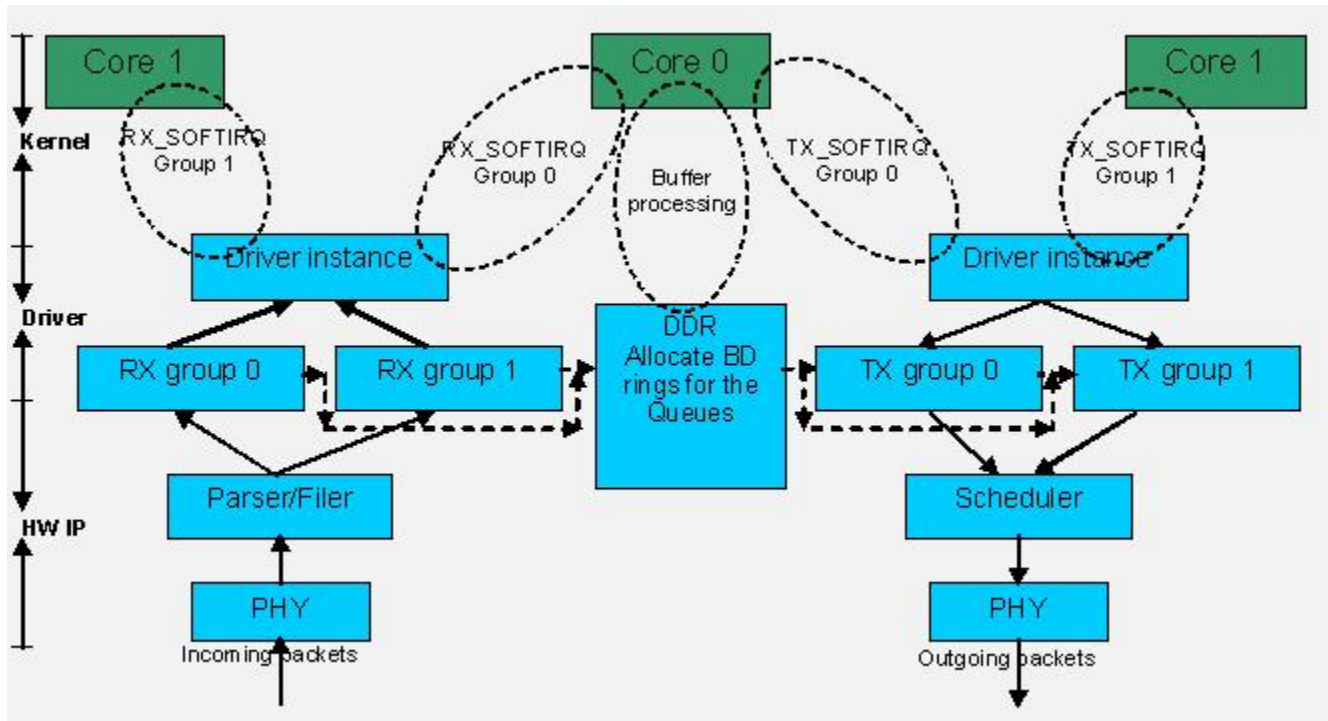 Core 1
Core 0
Core 1
Kernel
RX_SOFTIRQ
Group 1
RX_SOFTIRQ
Group 0
Buffer
processing
TX_SOFTIRQ
Group 0
TX_SOFTIRQ
Group 1
Driver instance
Driver instance
Driver
RX group 0
RX group 1
DDR
Allocate BD
rings for the
Queues
TX group 0
TX group 1
Parser/Filer
Scheduler
HW IP
PHY
PHY
Incoming packets
Outgoing packets